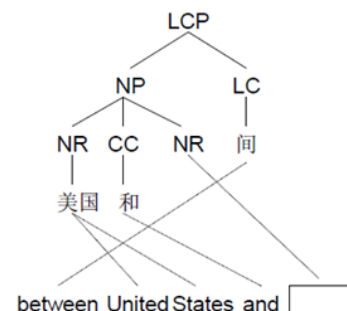 LCP
NP LC
NR CC NR 间
美国 和
between United States and